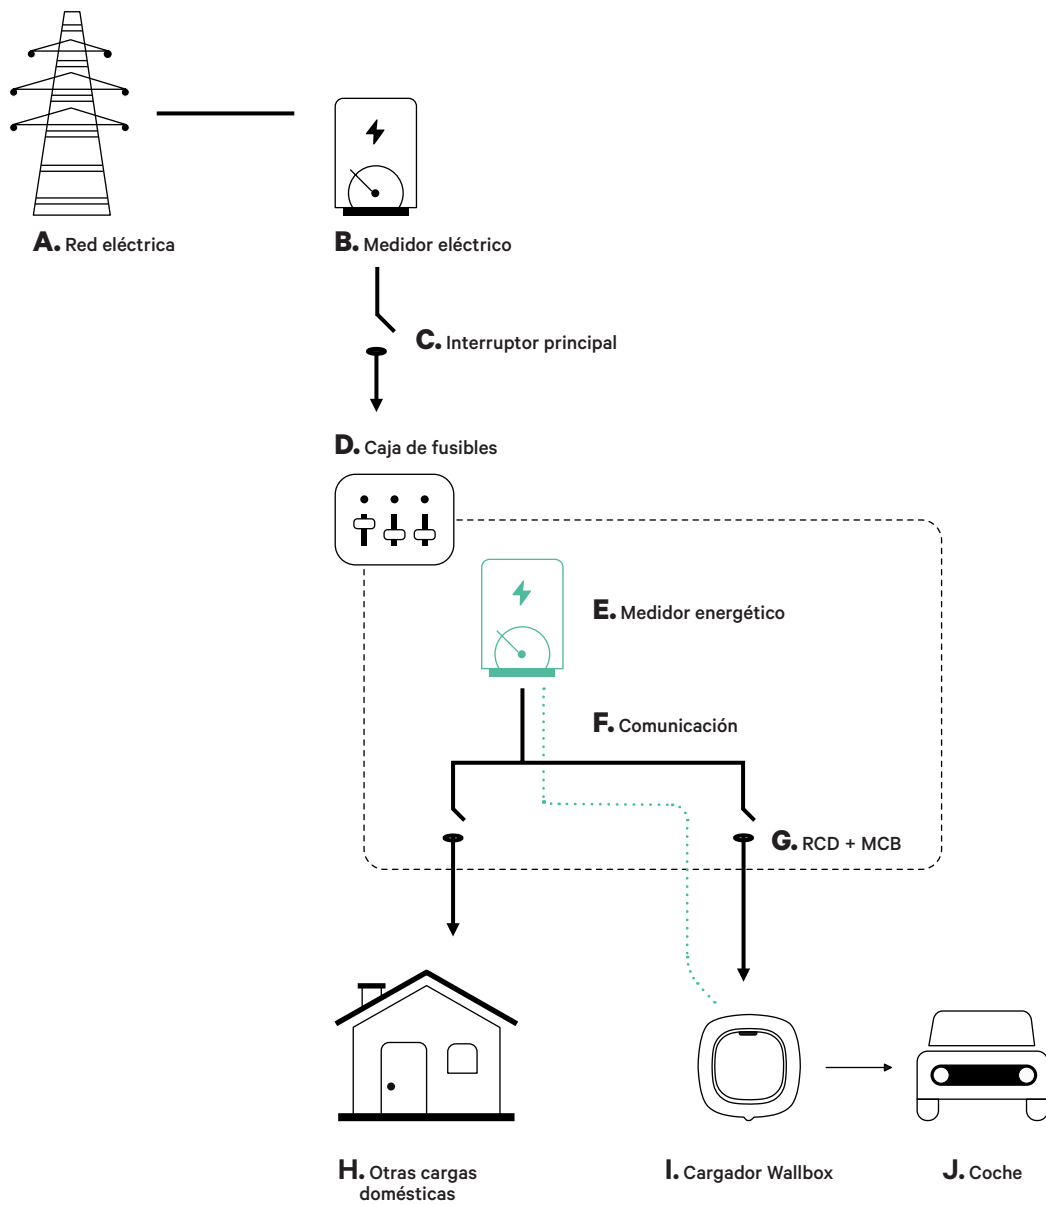 A. Red eléctrica
B. Medidor eléctrico
C. Interruptor principal
D. Caja de fusibles
E. Medidor energético
F. Comunicación
G. RCD + MCB
H. Otras cargas
domésticas
I. Cargador Wallbox
J. Coche